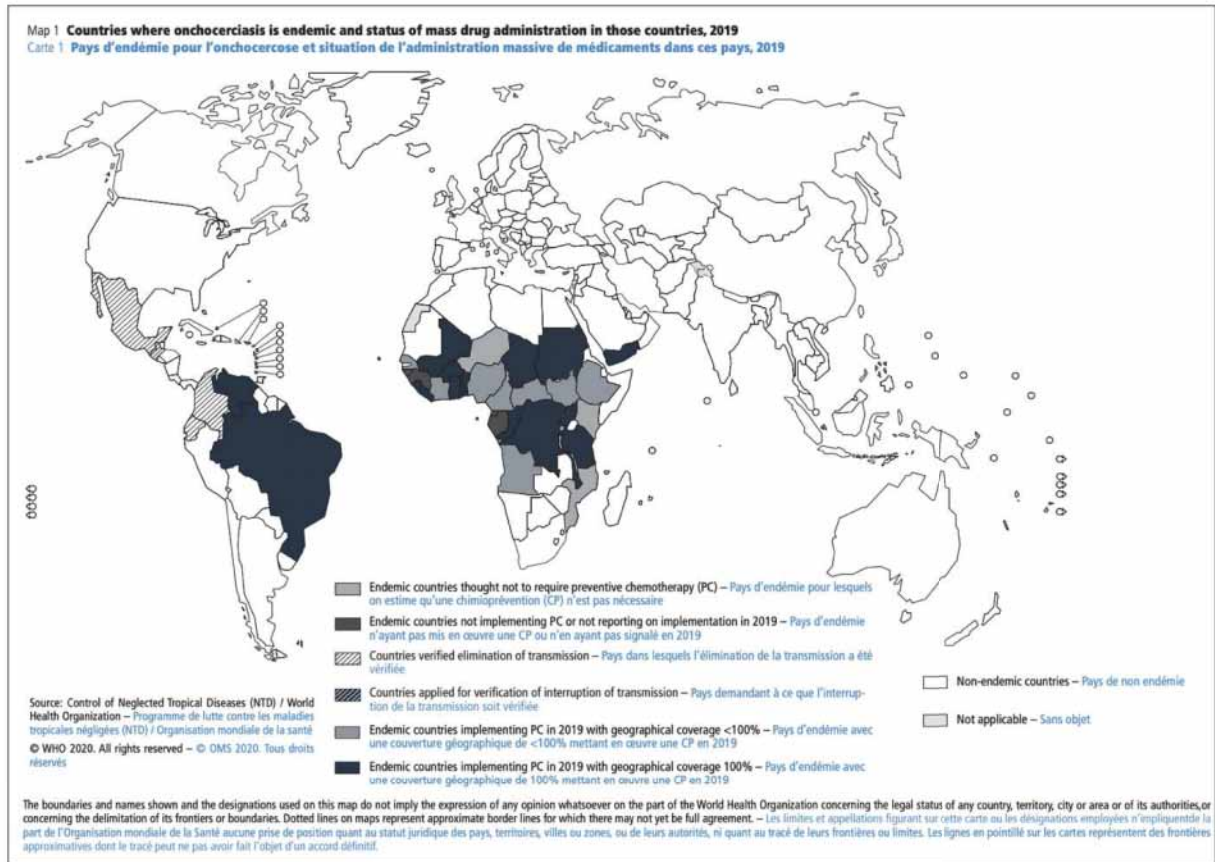 Map 1 Countries where onchocerciasis is endemic and status of mass drug administration in those countries, 2019
Carte 1 Pays d'endémie pour l'onchocercose et situation de l'administration massive de médicaments dans ces pays, 2019
Endemic countries thought not to require preventive chemotherapy (PC) – Pays d'endémie pour lesquels
on estime qu'une chimioprévention (CP) n'est pas nécessaire
Endemic countries not implementing PC or not reporting on implementation in 2019 – Pays d'endémie
n'ayant pas mis en œuvre une CP ou n'en ayant pas signalé en 2019
Countries verified elimination of transmission – Pays dans lesquels l'élimination de la transmission a été
vérifiée
Countries applied for verification of interruption of transmission – Pays demandant à ce que l'interrup-
tion de la transmission soit vérifiée
Endemic countries implementing PC in 2019 with geographical coverage <100% – Pays d'endémie avec
une couverture géographique de <100% mettant en œuvre une CP en 2019
Endemic countries implementing PC in 2019 with geographical coverage 100% – Pays d'endémie avec
une couverture géographique de 100% mettant en œuvre une CP en 2019
Non-endemic countries – Pays de non endémie
Not applicable – Sans objet
Source: Control of Neglected Tropical Diseases (NTD) / World
Health Organization – Programme de lutte contre les maladies
tropicales négligées (NTD) / Organisation mondiale de la santé
© WHO 2020. All rights reserved – © OMS 2020. Tous droits
réservés
The boundaries and names shown and the designations used on this map do not imply the expression of any opinion whatsoever on the part of the World Health Organization concerning the legal status of any country, territory, city or area or of its authorities,or
concerning the delimitation of its frontiers or boundaries. Dotted lines on maps represent approximate border lines for which there may not yet be full agreement. – Les limites et appellations figurant sur cette carte ou les désignations employées n'impliquentde la
part de l'Organisation mondiale de la Santé aucune prise de position quant au statut juridique des pays, territoires, villes ou zones, ou de leurs autorités, ni quant au tracé de leurs frontières ou limites. Les lignes en pointillé sur les cartes représentent des frontières
approximatives dont le tracé peut ne pas avoir fait l'objet d'un accord définitif.